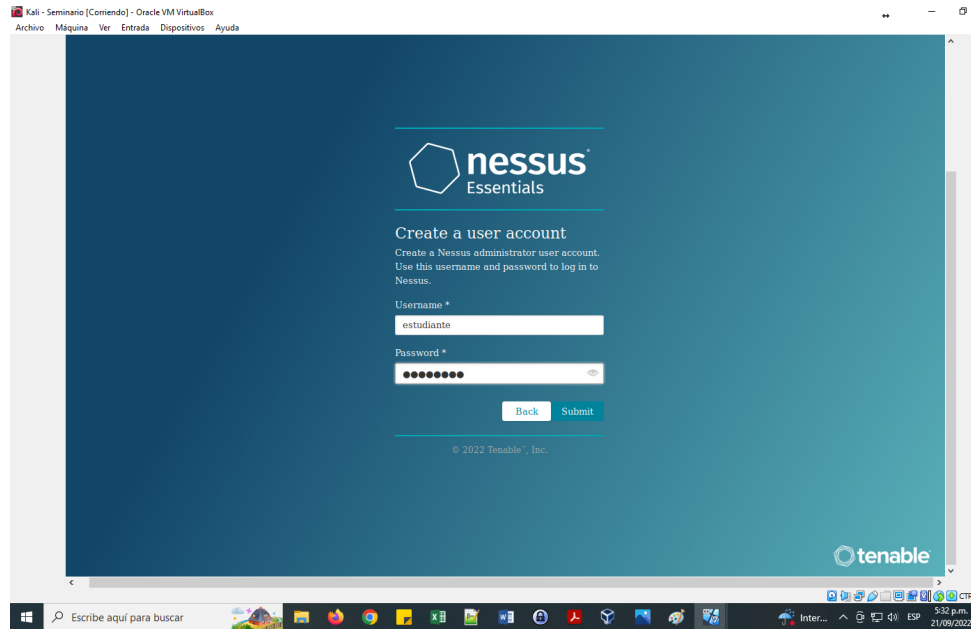 Kali - Seminario [Corriendo] - Oracle VM VirtualBox
Archivo Máquina Ver Entrada Dispositivos Ayuda
nessus
Essentials
Create a user account
Create a Nessus administrator user account.
Use this username and password to log in to
Nessus.
Username *
estudiante
Password *
Back Submit
© 2022 Tenable™, Inc.
tenable
CTR
Escribe aquí para buscar
Inter... ESP
5:32 p.m.
21/09/2022